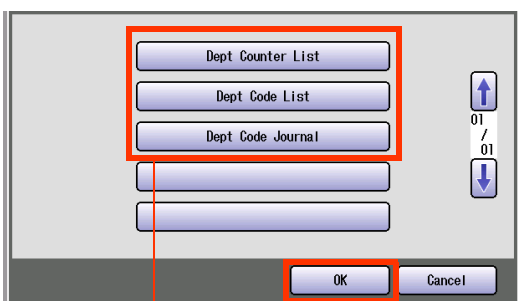 Dept Counter List
Dept Code List
Dept Code Journal
01
/
01
OK
Cancel